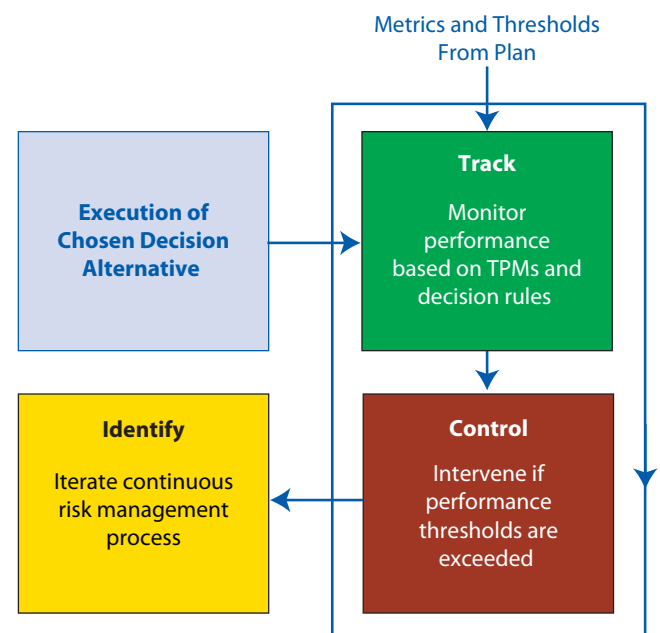 Metrics and Thresholds
From Plan
Execution of
Chosen Decision
Alternative
Track
Monitor
performance
based on TPMs and
decision rules
Identify
Iterate continuous
risk management
process
Control
Intervene if
performance
thresholds are
exceeded